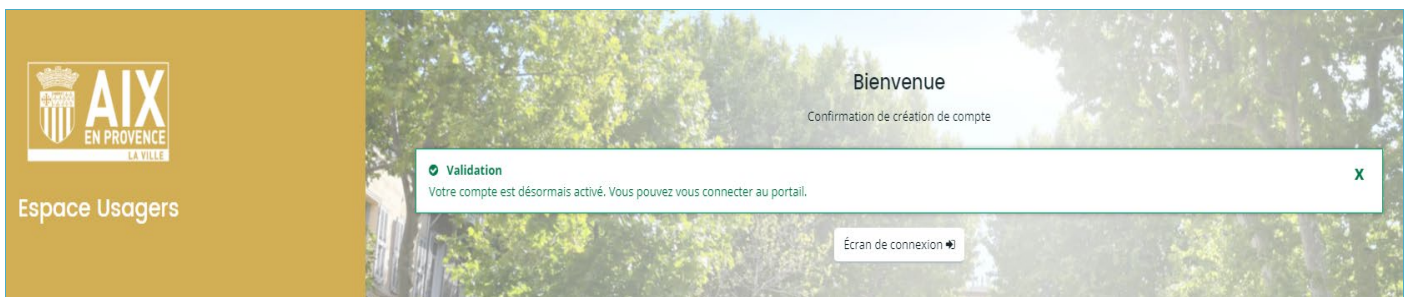 AIX
EN PROVENCE
LA VILLE
Espace Usagers
Bienvenue
Confirmation de création de compte
Validation
X
Votre compte est désormais activé. Vous pouvez vous connecter au portail.
Écran de connexion